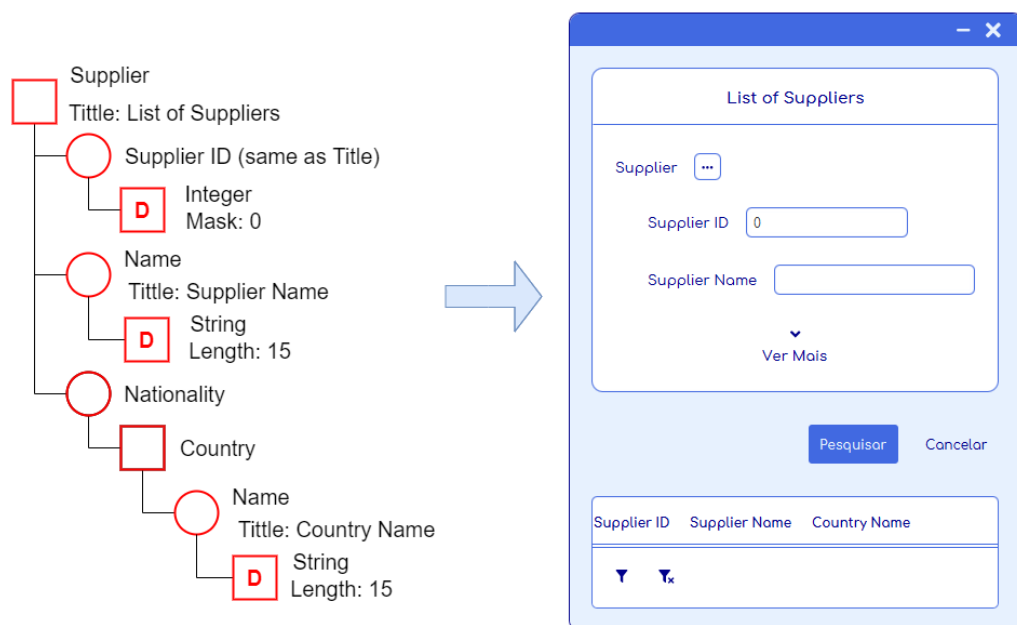 Supplier
Tittle: List of Suppliers
Supplier ID (same as Title)
D
Integer
Mask: 0
Name
Tittle: Supplier Name
D
String
Length: 15
Nationality
Country
Name
Tittle: Country Name
D
String
Length: 15
List of Suppliers
Supplier ...
Supplier ID 0
Supplier Name
Ver Mais
Pesquisar Cancelar
Supplier ID Supplier Name Country Name